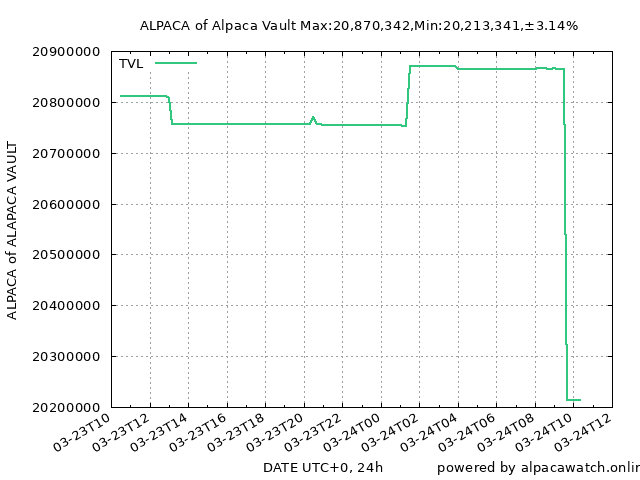 ALPACA of Alpaca Vault Max:20,870,342,Min:20,213,341,±3.14%
TVL
20900000
20800000
20700000
20600000
20500000
20400000
20300000
20200000
ALPACA of ALAPACA VAULT
03-23T10
03-23T12
03-23T14
03-23T16
03-23T18
03-23T20
03-23T22
03-24T00
03-24T02
03-24T04
03-24T06
03-24T08
03-24T10
03-24T12
DATE UTC+0, 24h
powered by alpacawatch.onlin